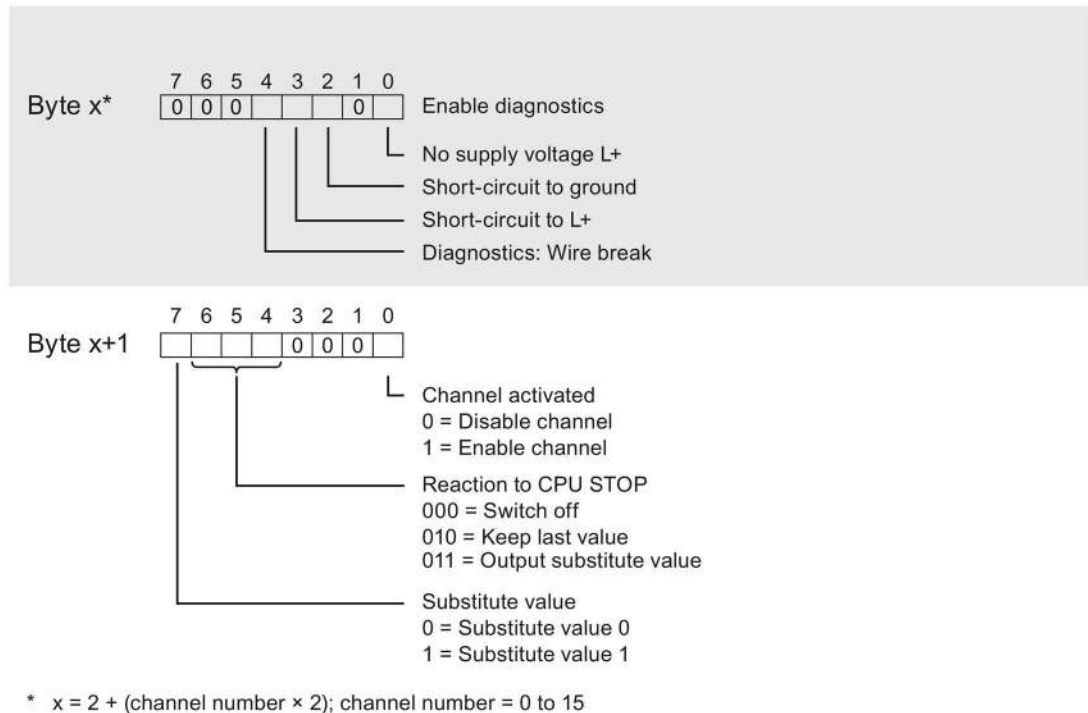 7 6 5 4 3 2 1 0
Byte x* 0 0 0 0 Enable diagnostics
No supply voltage L+
Short-circuit to ground
Short-circuit to L+
Diagnostics: Wire break
7 6 5 4 3 2 1 0
Byte x+1 0 0 0
Channel activated
0 = Disable channel
1 = Enable channel
Reaction to CPU STOP
000 = Switch off
010 = Keep last value
011 = Output substitute value
Substitute value
0 = Substitute value 0
1 = Substitute value 1
* x = 2 + (channel number × 2); channel number = 0 to 15